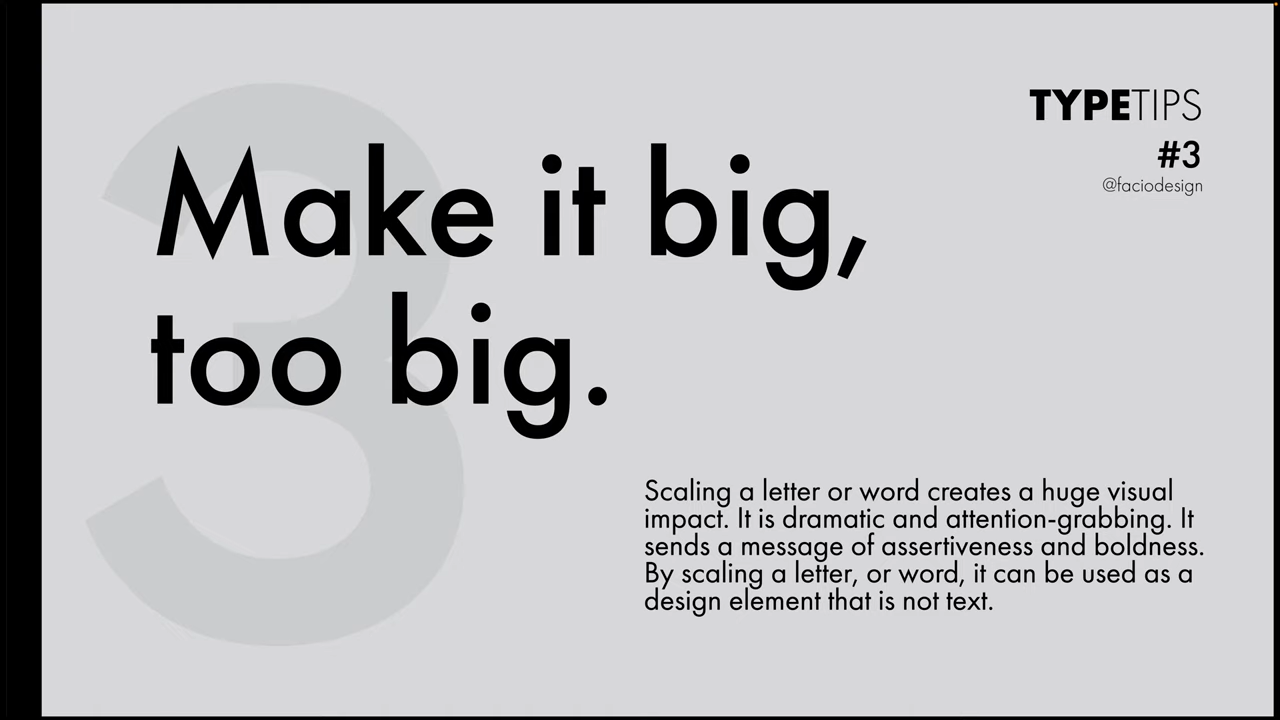 3
Make it big,
too big.
TYPETIPS
#3
@faciodesign
Scaling a letter or word creates a huge visual
impact. It is dramatic and attention-grabbing. It
sends a message of assertiveness and boldness.
By scaling a letter, or word, it can be used as a
design element that is not text.